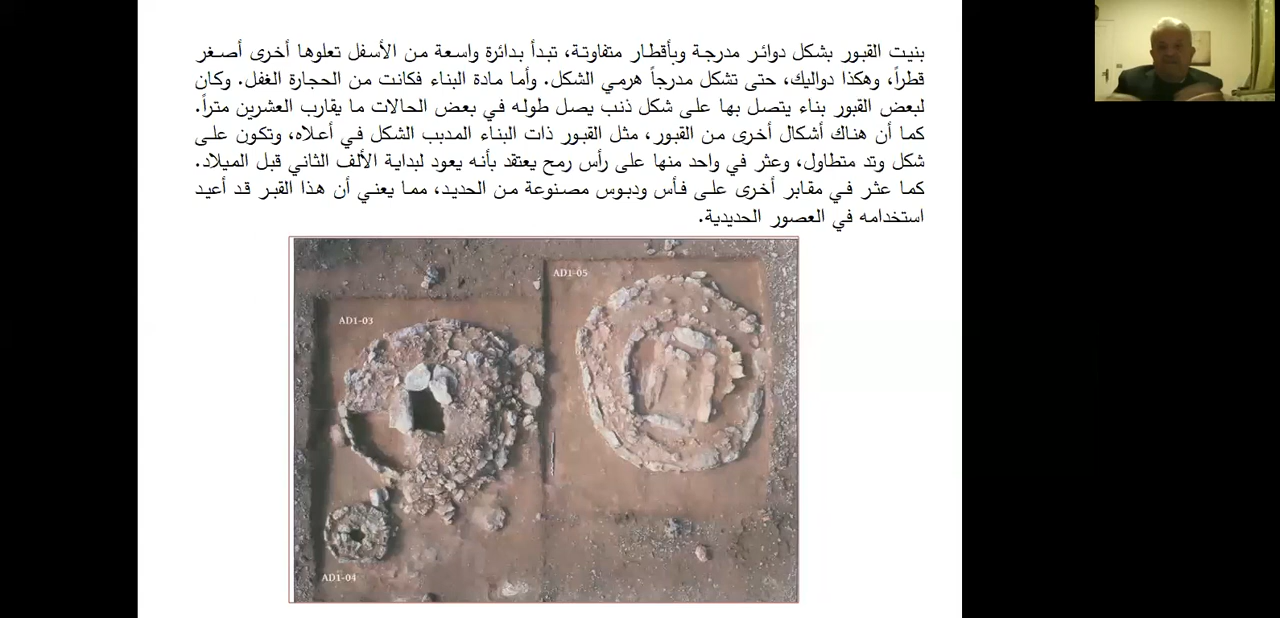 بنيت القبور بشكل دوائر مدرجة وبأقطار متفاوتة، تبدأ بدائرة واسعة من الأسفل تعلوها أخرى أصغر
قطراً، وهكذا دواليك، حتى تشكل مدرجاً هرمي الشكل. وأما مادة البناء فكانت من الحجارة الغفل. وكان
لبعض القبور بناء يتصل بها على شكل ذنب يصل طوله في بعض الحالات ما يقارب العشرين متراً.
كما أن هناك أشكال أخرى من القبور، مثل القبور ذات البناء المدبب الشكل في أعلاه، وتكون على
شكل وتد متطاول، وعثر في واحد منها على رأس رمح يعتقد بأنه يعود لبداية الألف الثاني قبل الميلاد.
كما عثر في مقابر أخرى على فأس ودبوس مصنوعة من الحديد، مما يعني أن هذا القبر قد أعيد
استخدامه في العصور الحديدية.
AD1-05
AD1-03
AD1-04